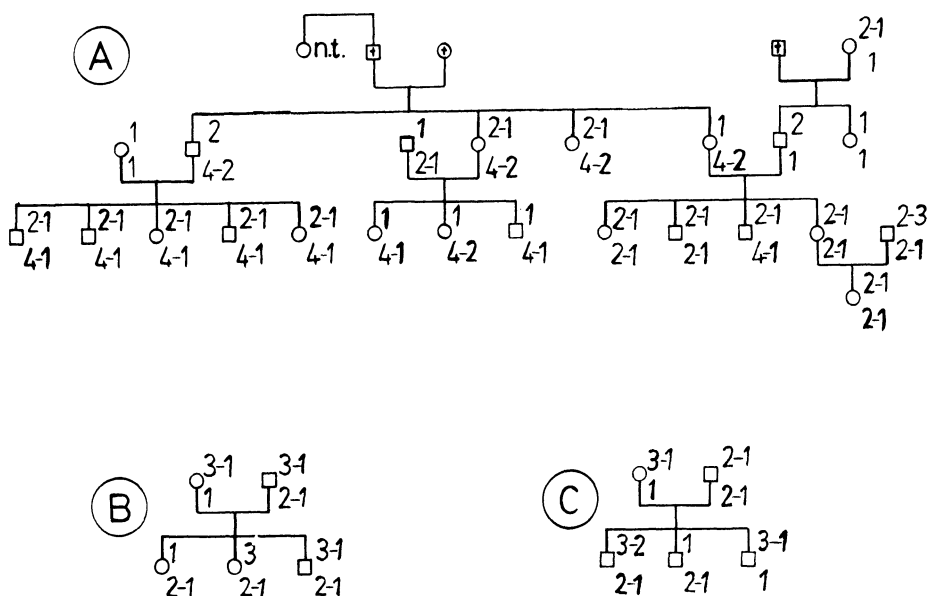 A
n.t.
2-1
1
1 2 1 2-1 2-1 1 2 1
1 4-2 2-1 4-2 4-2 4-2 1 1
2-1 2-1 2-1 2-1 2-1 1 1 1 2-1 2-1 2-1 2-1 2-3
4-1 4-1 4-1 4-1 4-1 4-1 4-2 4-1 2-1 2-1 4-1 2-1 2-1
2-1
2-1
B
3-1 3-1
1 2-1
1 3 3-1
2-1 2-1 2-1
C
3-1 2-1
1 2-1
3-2 1 3-1
2-1 2-1 1